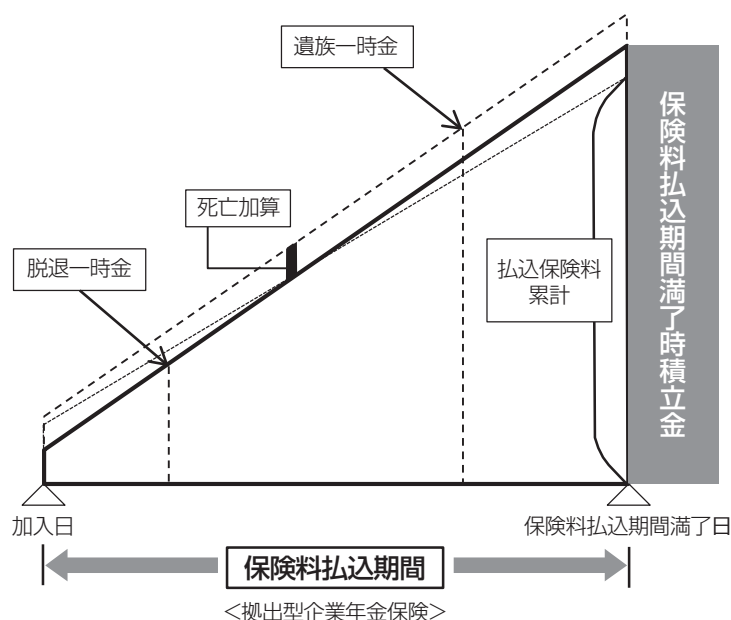 遺族一時金
死亡加算
脱退一時金
払込保険料
累計
保険料払込期間満了時積立金
加入日
保険料払込期間満了日
保険料払込期間
<拠出型企業年金保険>